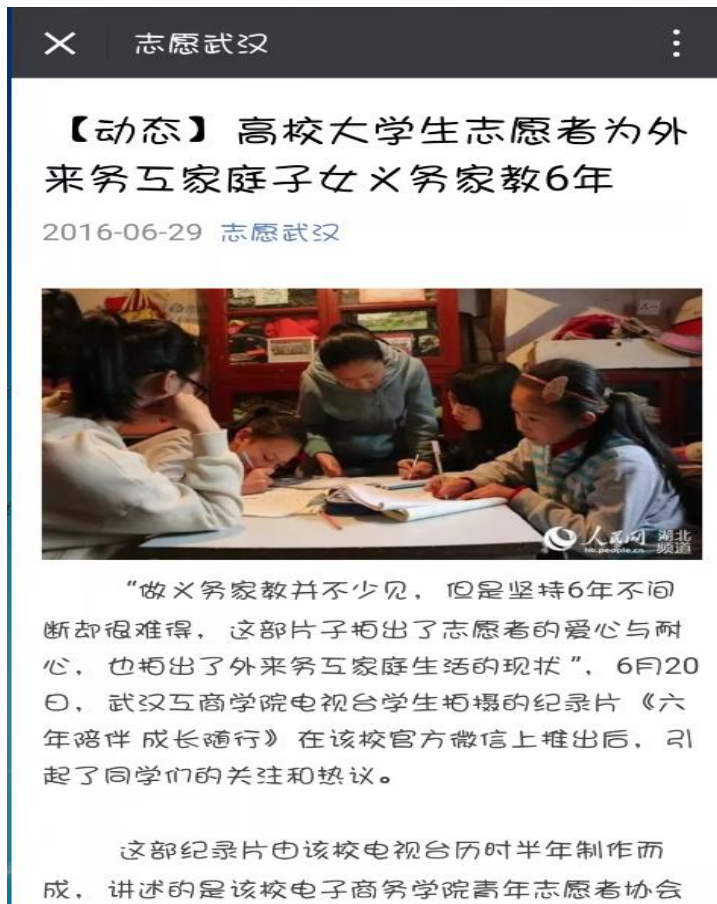 志愿武汉
【动态】 高校大学生志愿者为外
来务工家庭子女义务家教6年
2016-06-29 志愿武汉
人民网 湖北频道
hb.people.cn
“做义务家教并不少见，但是坚持6年不间
断却很难得，这部片子拍出了志愿者的爱心与耐
心，也拍出了外来务工家庭生活的现状”，6月20
日，武汉工商学院电视台学生拍摄的纪录片《六
年陪伴 成长随行》在该校官方微信上推出后，引
起了同学们的关注和热议。
这部纪录片由该校电视台历时半年制作而
成，讲述的是该校电子商务学院青年志愿者协会